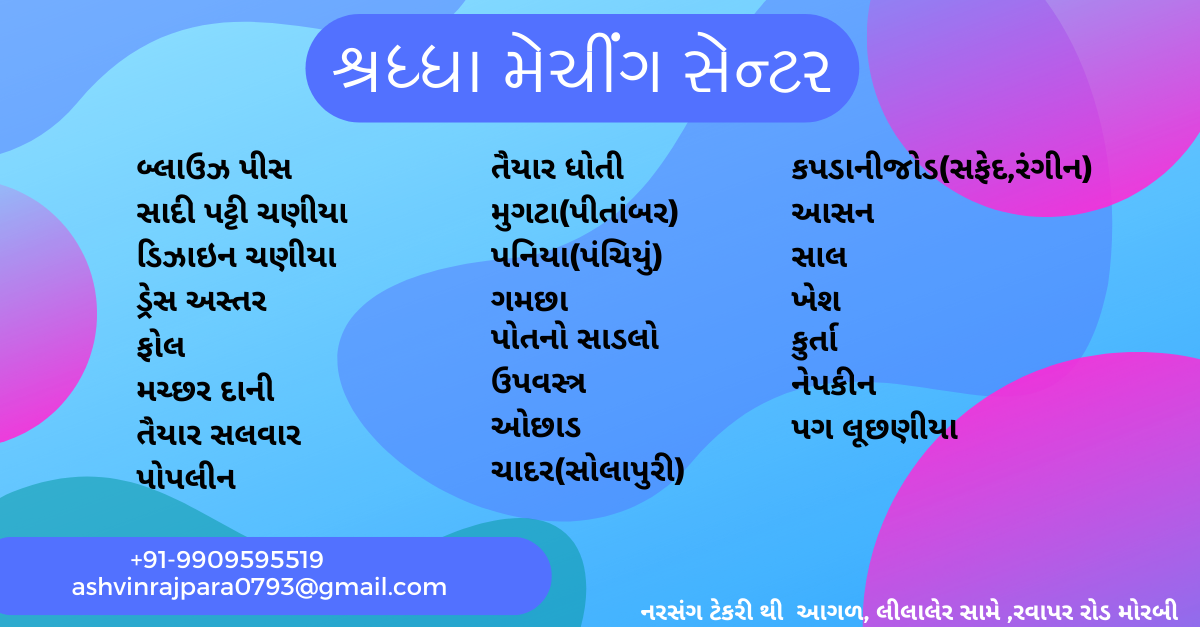 શ્રધ્ધા મેચીંગ સેન્ટર
બ્લાઉઝ પીસ
સાદી પટ્ટી ચણીયા
ડિઝાઇન ચણીયા
ડ્રેસ અસ્તર
ફોલ
મચ્છર દાની
તૈયાર સલવાર
પોપલીન
તૈયાર ધોતી
મુગટા(પીતાંબર)
પનિયા(પંચિયું)
ગમછા
પોતનો સાડલો
ઉપવસ્ત્ર
ઓછાડ
ચાદર(સોલાપુરી)
કપડાનીજોડ(સફેદ,રંગીન)
આસન
સાલ
ખેશ
કુર્તા
નેપકીન
પગ લૂછણીયા
+91-9909595519
ashvinrajpara0793@gmail.com
નરસંગ ટેકરી થી આગળ, લીલાલેર સામે ,રવાપર રોડ મોરબી